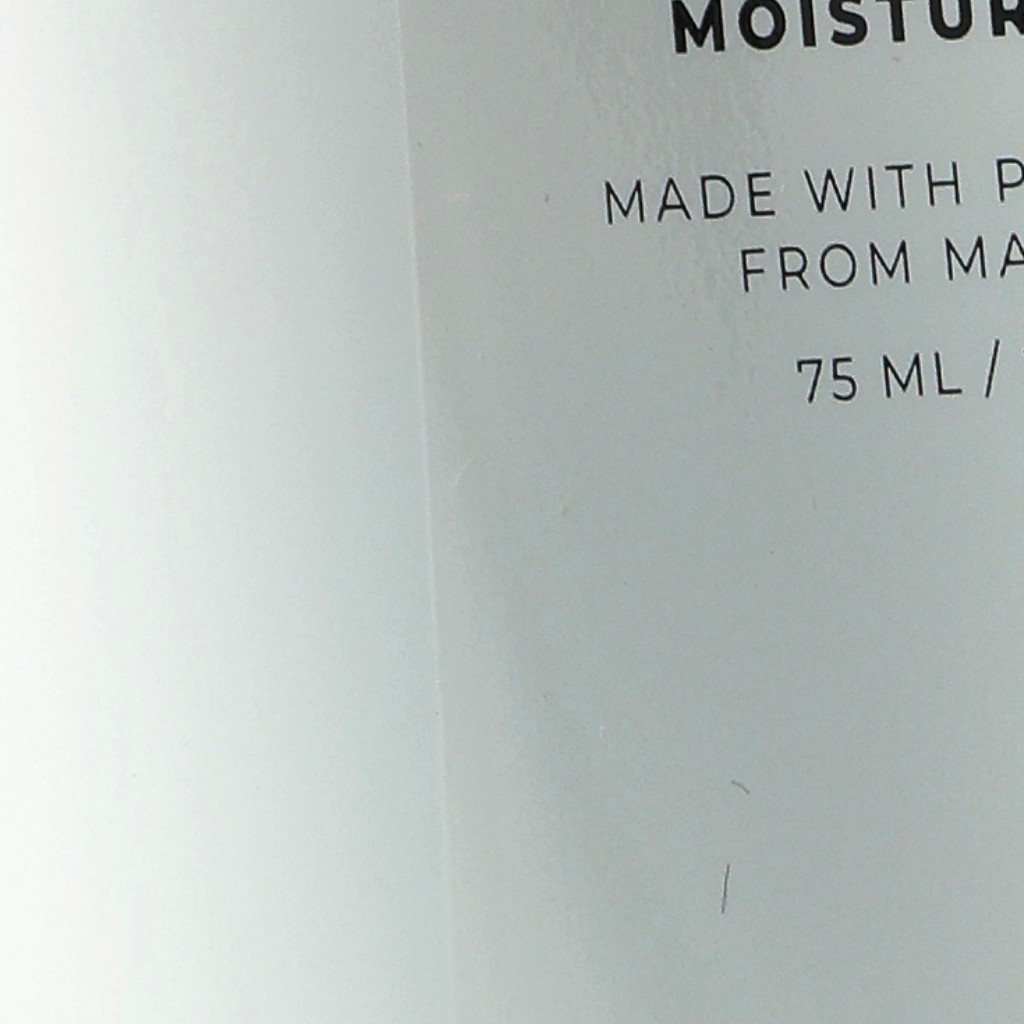 MOISTUR
MADE WITH P
FROM MA
75 ML /